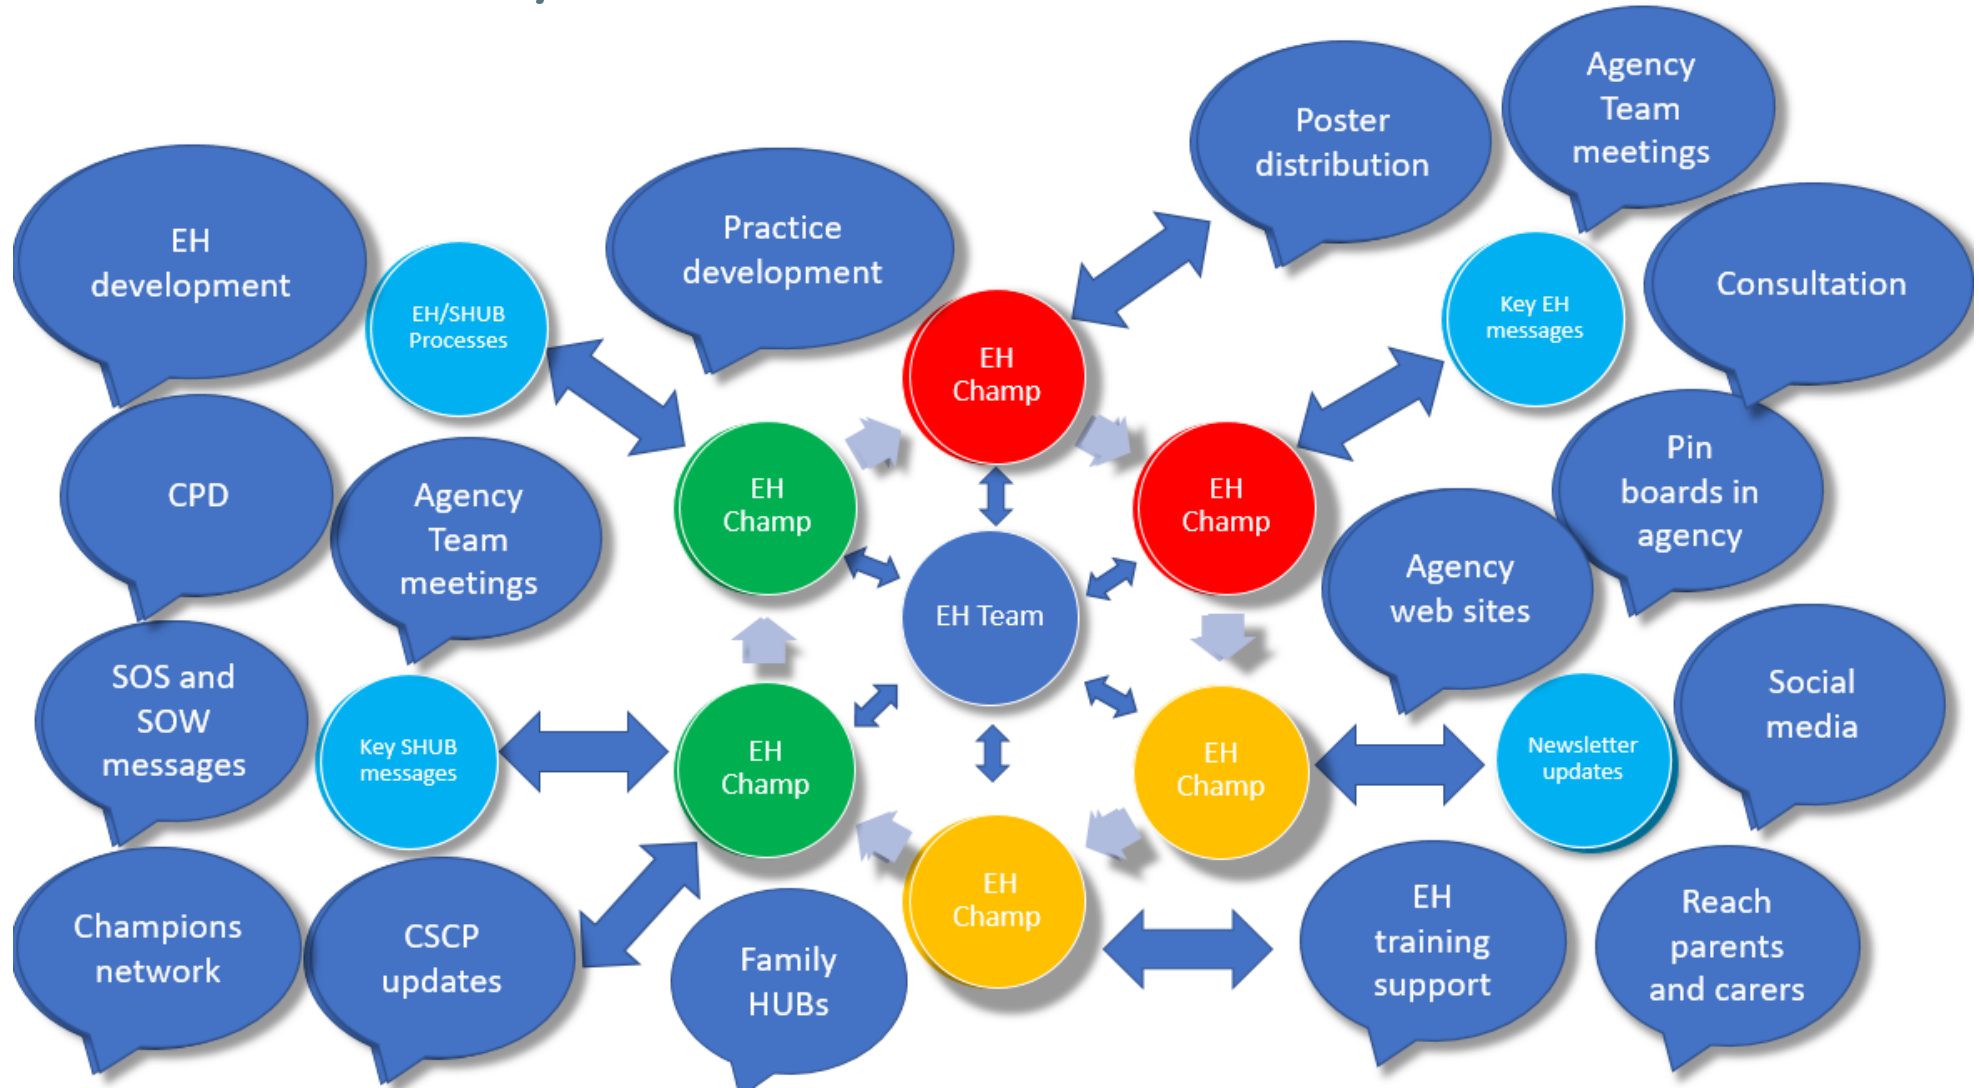 Agency
Team
meetings
Poster
distribution
EH
development
Practice
development
Consultation
EH/SHUB
Processes
Key EH
messages
EH
Champ
CPD
Agency
Team
meetings
EH
Champ
EH
Champ
Pin
boards in
agency
Agency
web sites
EH Team
SOS and
SOW
messages
Key SHUB
messages
EH
Champ
EH
Champ
Newsletter
updates
Social
media
EH
Champ
Champions
network
CSCP
updates
Family
HUBs
EH
training
support
Reach
parents
and carers